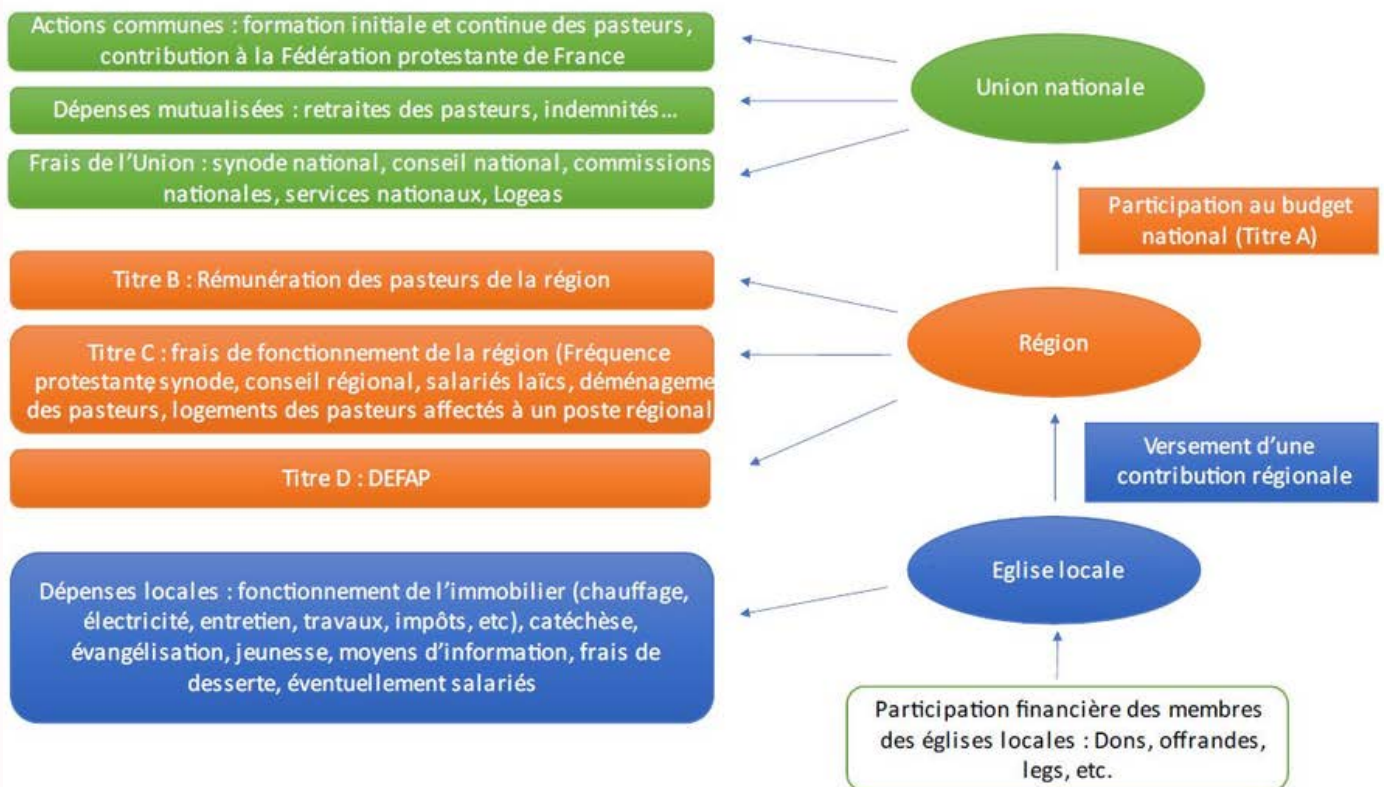 Actions communes : formation initiale et continue des pasteurs,
contribution à la Fédération protestante de France
Dépenses mutualisées : retraites des pasteurs, indemnités…
Frais de l’Union : synode national, conseil national, commissions
nationales, services nationaux, Logeas
Union nationale
Participation au budget
national (Titre A)
Titre B : Rémunération des pasteurs de la région
Titre C : frais de fonctionnement de la région (Fréquence
protestante, synode, conseil régional, salariés laïcs, déménageme
des pasteurs, logements des pasteurs affectés à un poste régional
Titre D : DEFAP
Région
Versement d’une
contribution régionale
Dépenses locales : fonctionnement de l’immobilier (chauffage,
électricité, entretien, travaux, impôts, etc), catéchèse,
évangélisation, jeunesse, moyens d’information, frais de
desserte, éventuellement salariés
Eglise locale
Participation financière des membres
des églises locales : Dons, offrandes,
legs, etc.